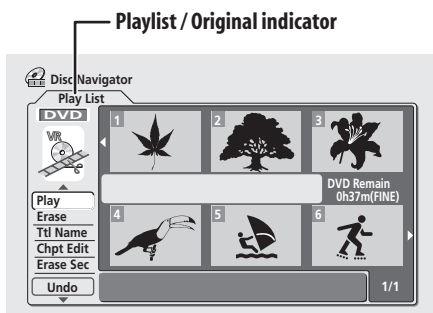 Playlist / Original indicator
Disc Navigator
Play List
DVD
VR
1
2
3
DVD Remain
0h37m(FINE)
Play
Erase
Ttl Name
Chpt Edit
Erase Sec
Undo
4
5
6
1/1